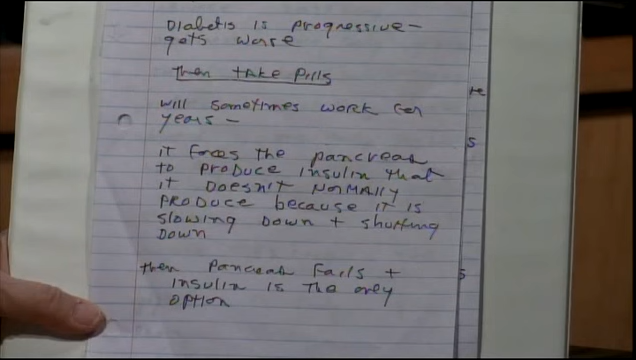 Diabetis is progressive-
gets worse
then take pills
will sometimes work for
years-
it forces the pancreas
to produce insulin that
it doesn't normally
produce because it is
slowing down + shutting
down
then pancreas fails +
insulin is the only
option